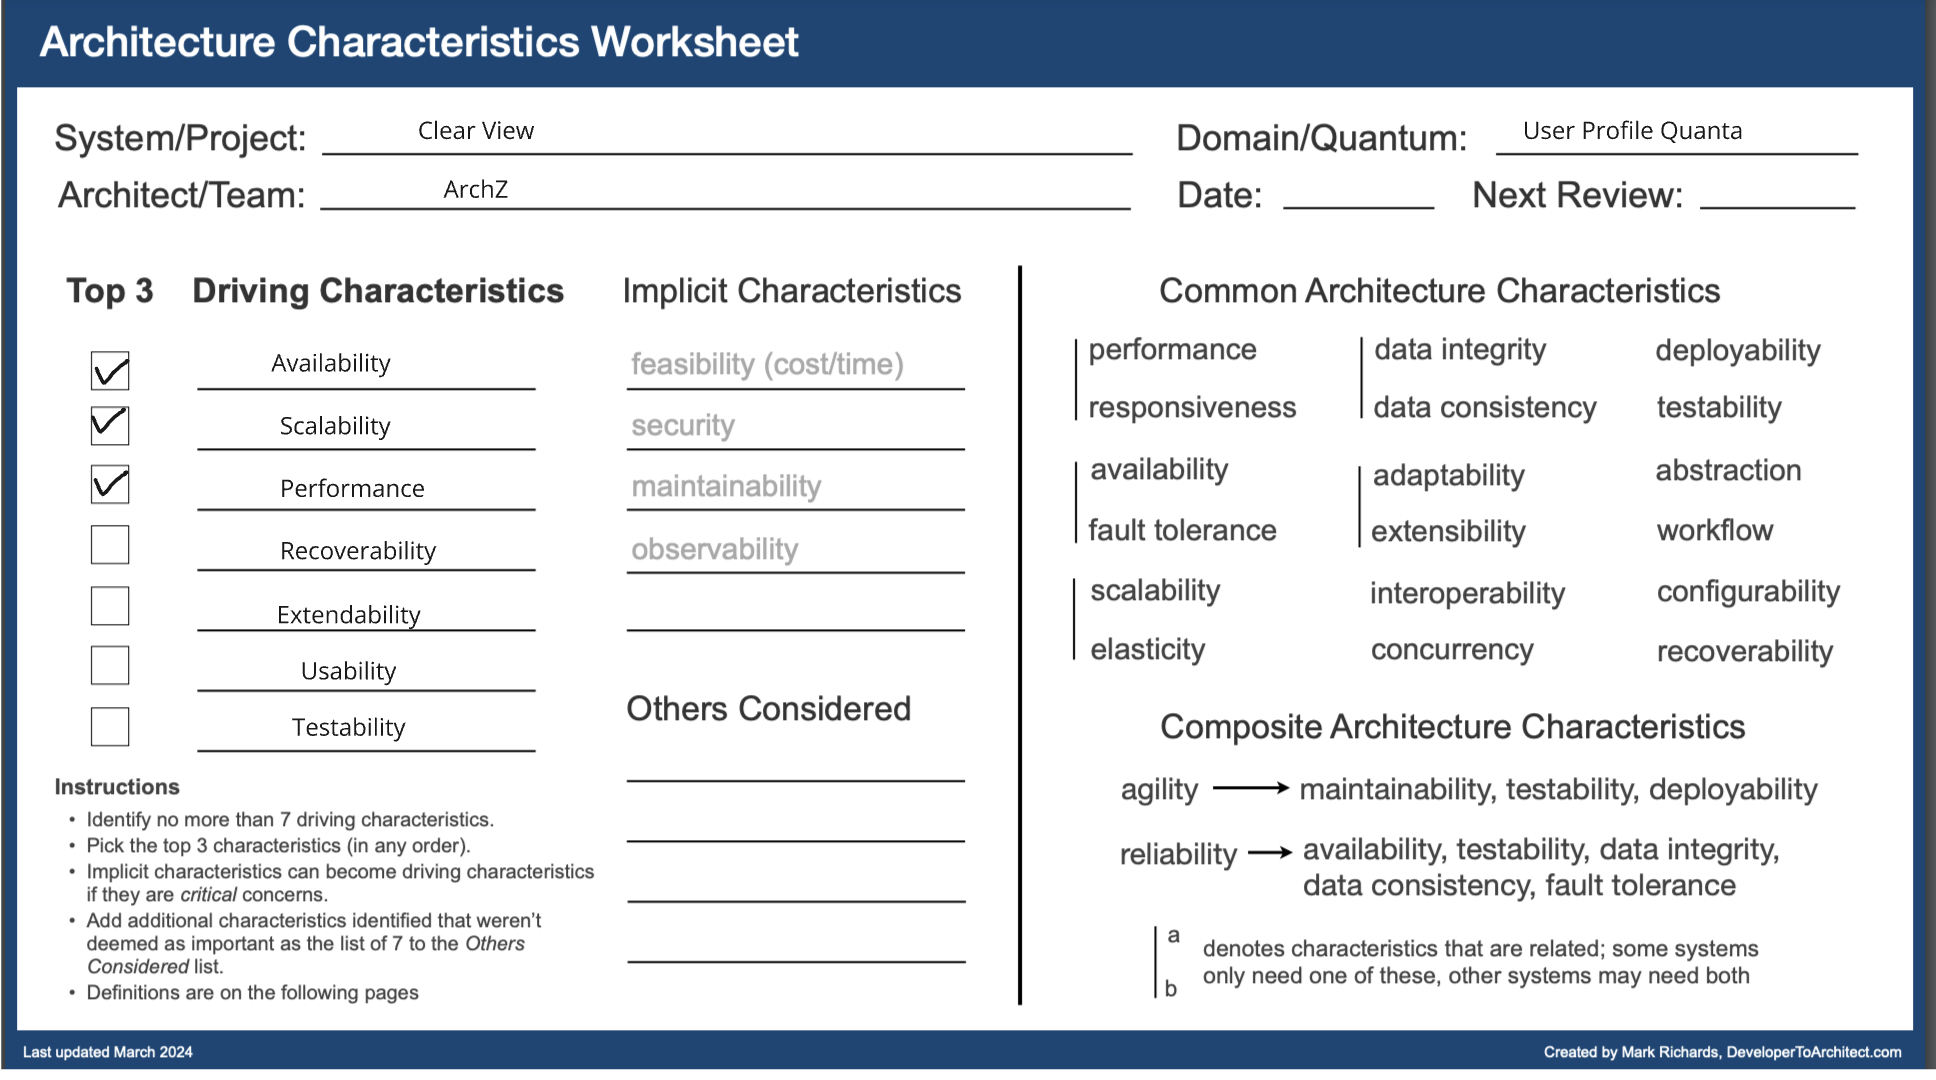 Architecture Characteristics Worksheet
System/Project: Clear View
Domain/Quantum: User Profile Quanta
Architect/Team: ArchZ
Date:
Next Review:
Top 3
Driving Characteristics
Availability
Scalability
Performance
Recoverability
Extendability
Usability
Testability
Implicit Characteristics
feasibility (cost/time)
security
maintainability
observability
Others Considered
Instructions
• Identify no more than 7 driving characteristics.
• Pick the top 3 characteristics (in any order).
• Implicit characteristics can become driving characteristics
if they are critical concerns.
• Add additional characteristics identified that weren't
deemed as important as the list of 7 to the Others
Considered list.
• Definitions are on the following pages
Common Architecture Characteristics
performance
responsiveness
availability
fault tolerance
scalability
elasticity
data integrity
data consistency
adaptability
extensibility
interoperability
concurrency
deployability
testability
abstraction
workflow
configurability
recoverability
Composite Architecture Characteristics
agility → maintainability, testability, deployability
reliability → availability, testability, data integrity,
data consistency, fault tolerance
a
b
denotes characteristics that are related; some systems
only need one of these, other systems may need both
Last updated March 2024
Created by Mark Richards, DeveloperToArchitect.com